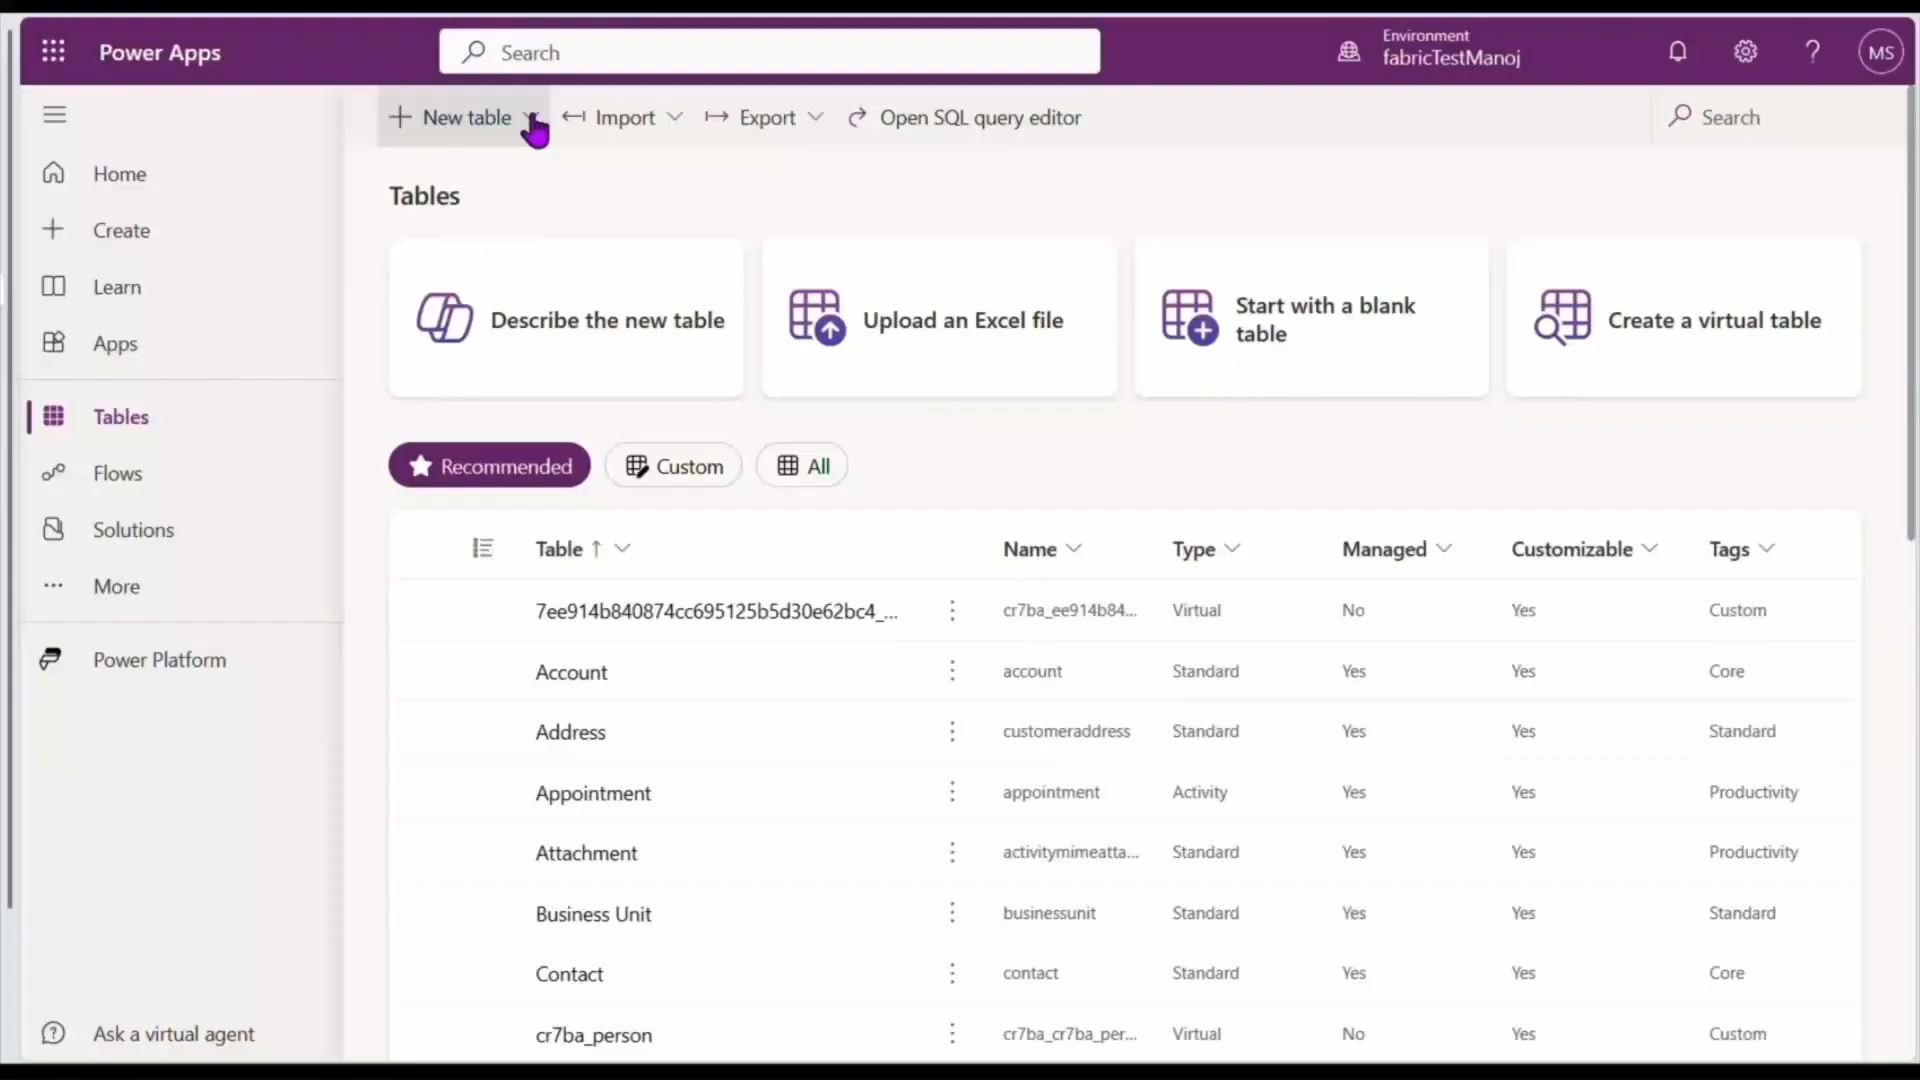 Power Apps
Search
Environment
fabricTestManoj
MS
New table
Import
Export
Open SQL query editor
Search
Home
Create
Learn
Apps
Tables
Flows
Solutions
More
Power Platform
Ask a virtual agent
Tables
Describe the new table
Upload an Excel file
Start with a blank
table
Create a virtual table
Recommended
Custom
All
Table ↑ Name Type Managed Customizable Tags
7ee914b840874cc695125b5d30e62bc4_... cr7ba_ee914b84... Virtual No Yes Custom
Account account Standard Yes Yes Core
Address customeraddress Standard Yes Yes Standard
Appointment appointment Activity Yes Yes Productivity
Attachment activitymimeatta... Standard Yes Yes Productivity
Business Unit businessunit Standard Yes Yes Standard
Contact contact Standard Yes Yes Core
cr7ba_person cr7ba_cr7ba_per... Virtual No Yes Custom